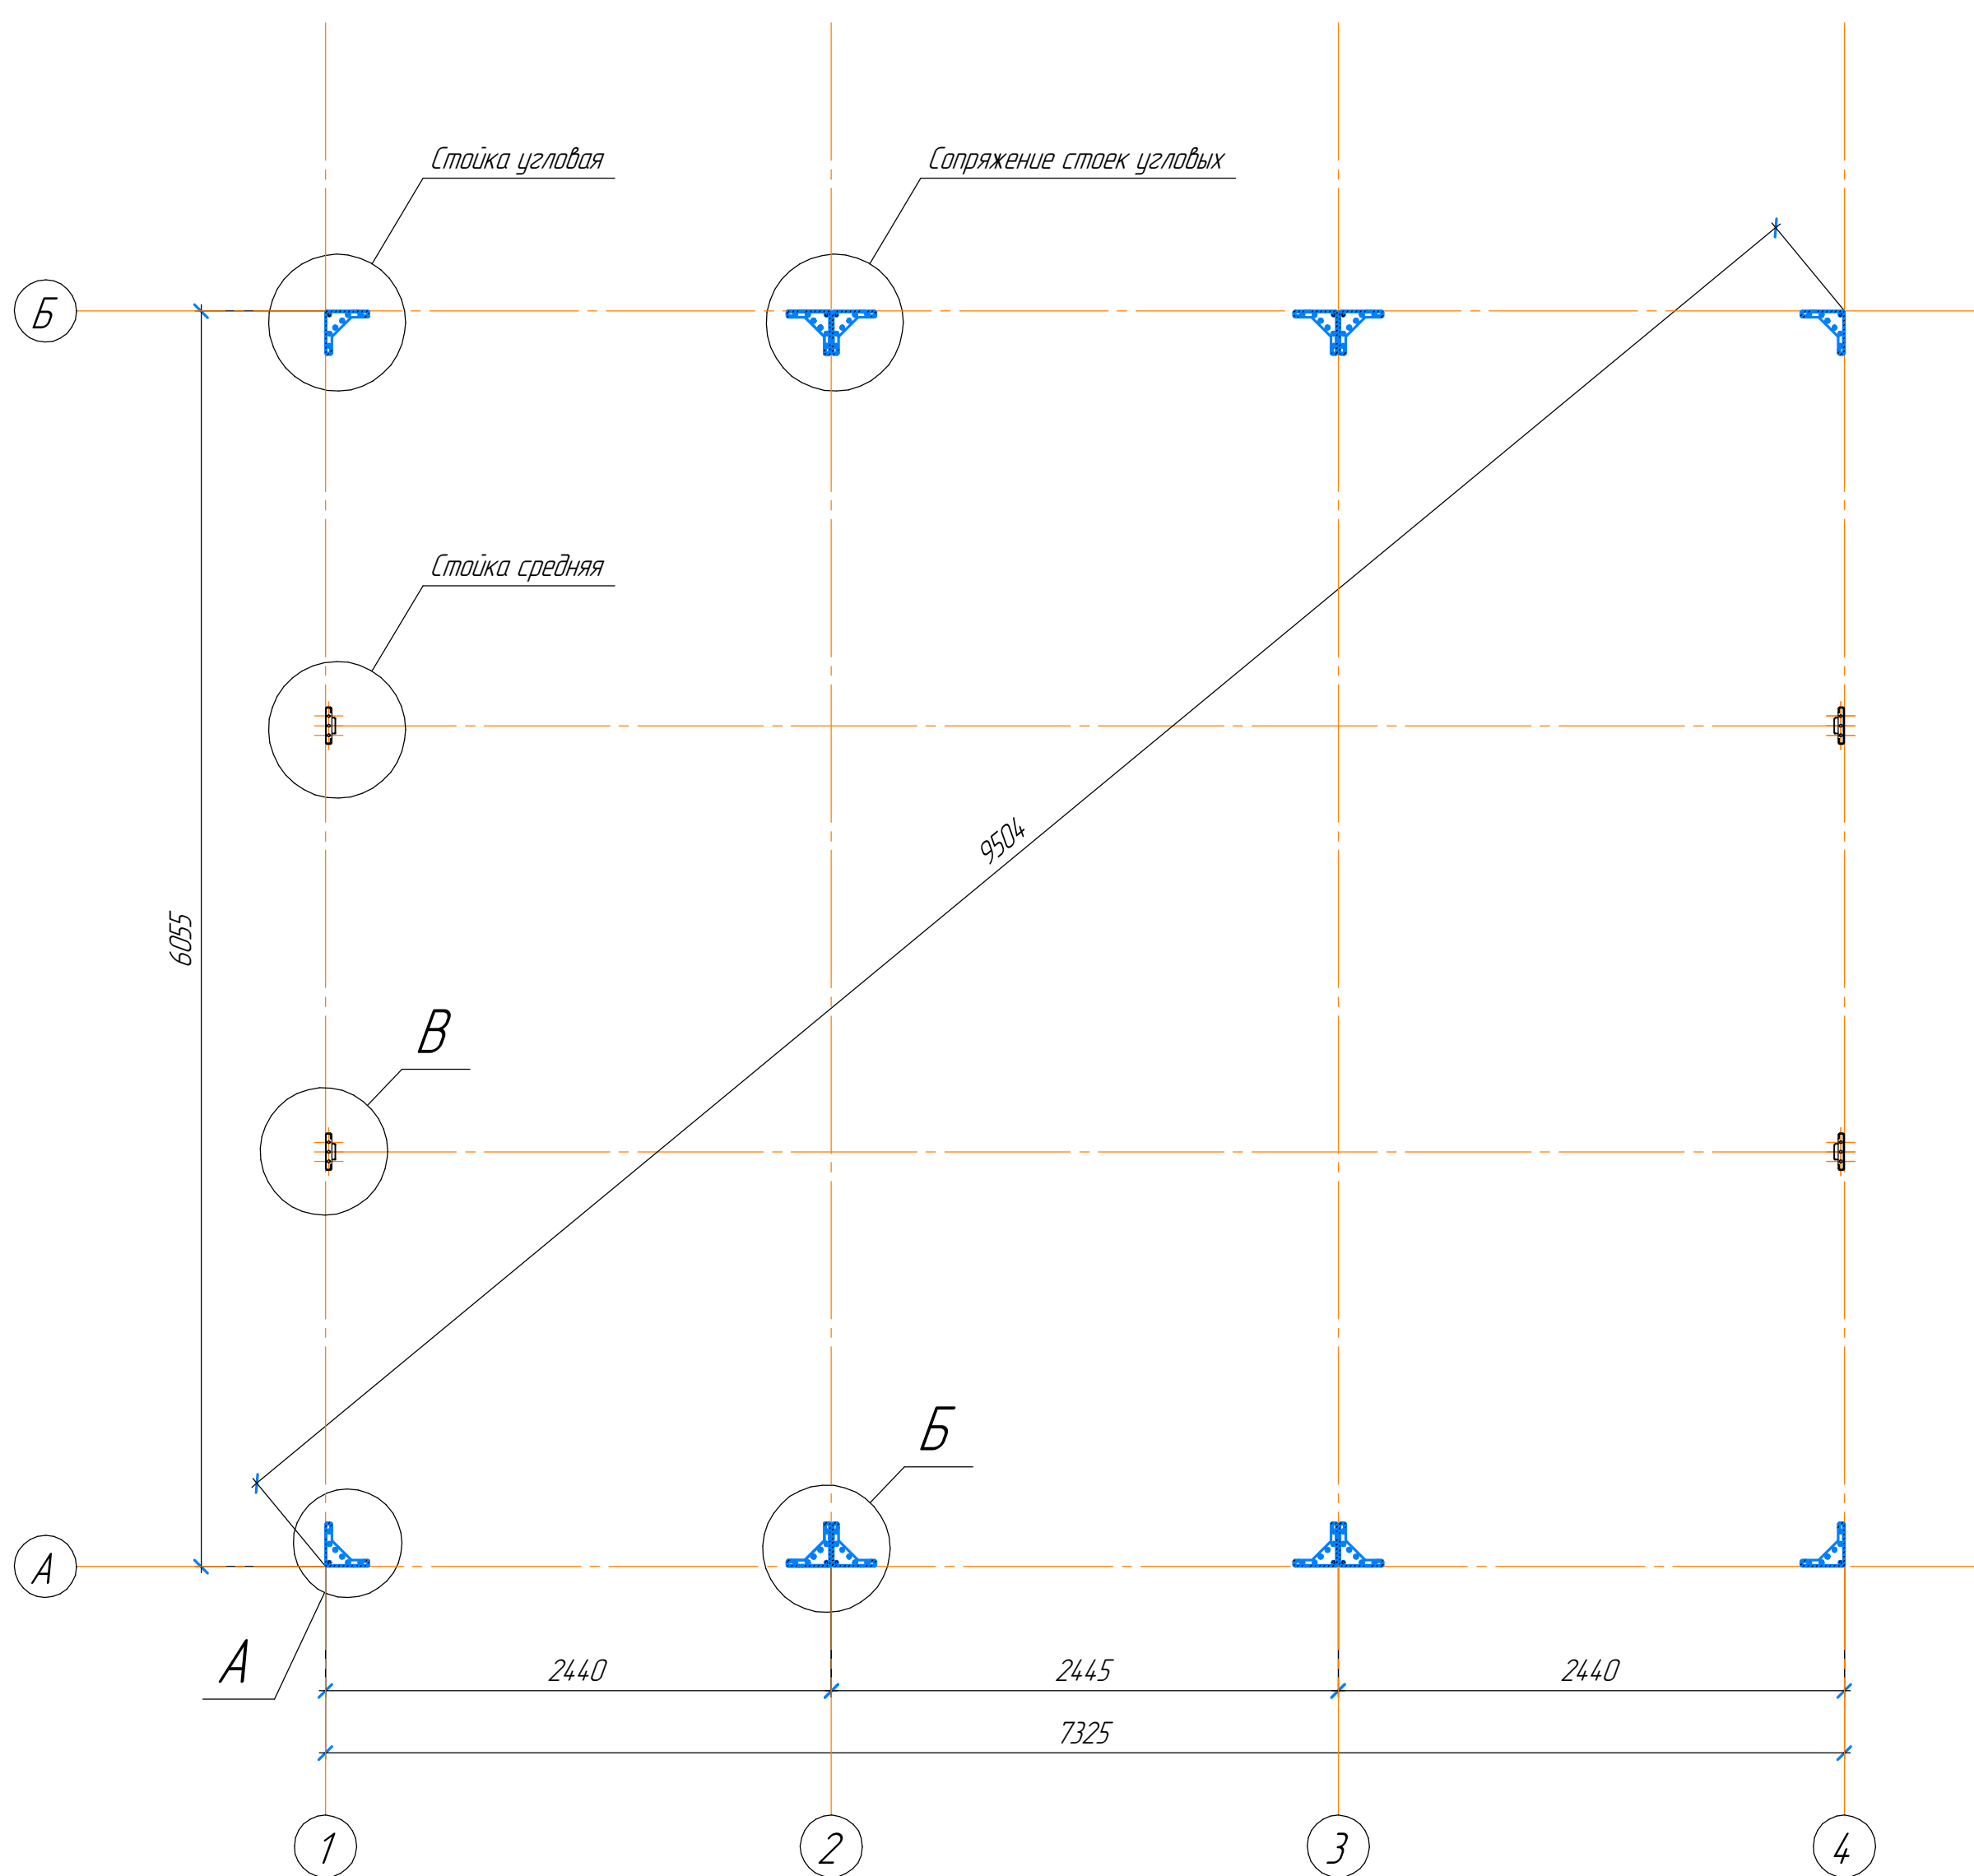 Стойка угловая
Сопряжение стоек угловых
Б
Стойка средняя
9504
6055
В
Б
А
А
2440
2445
2440
7325
1
2
3
4